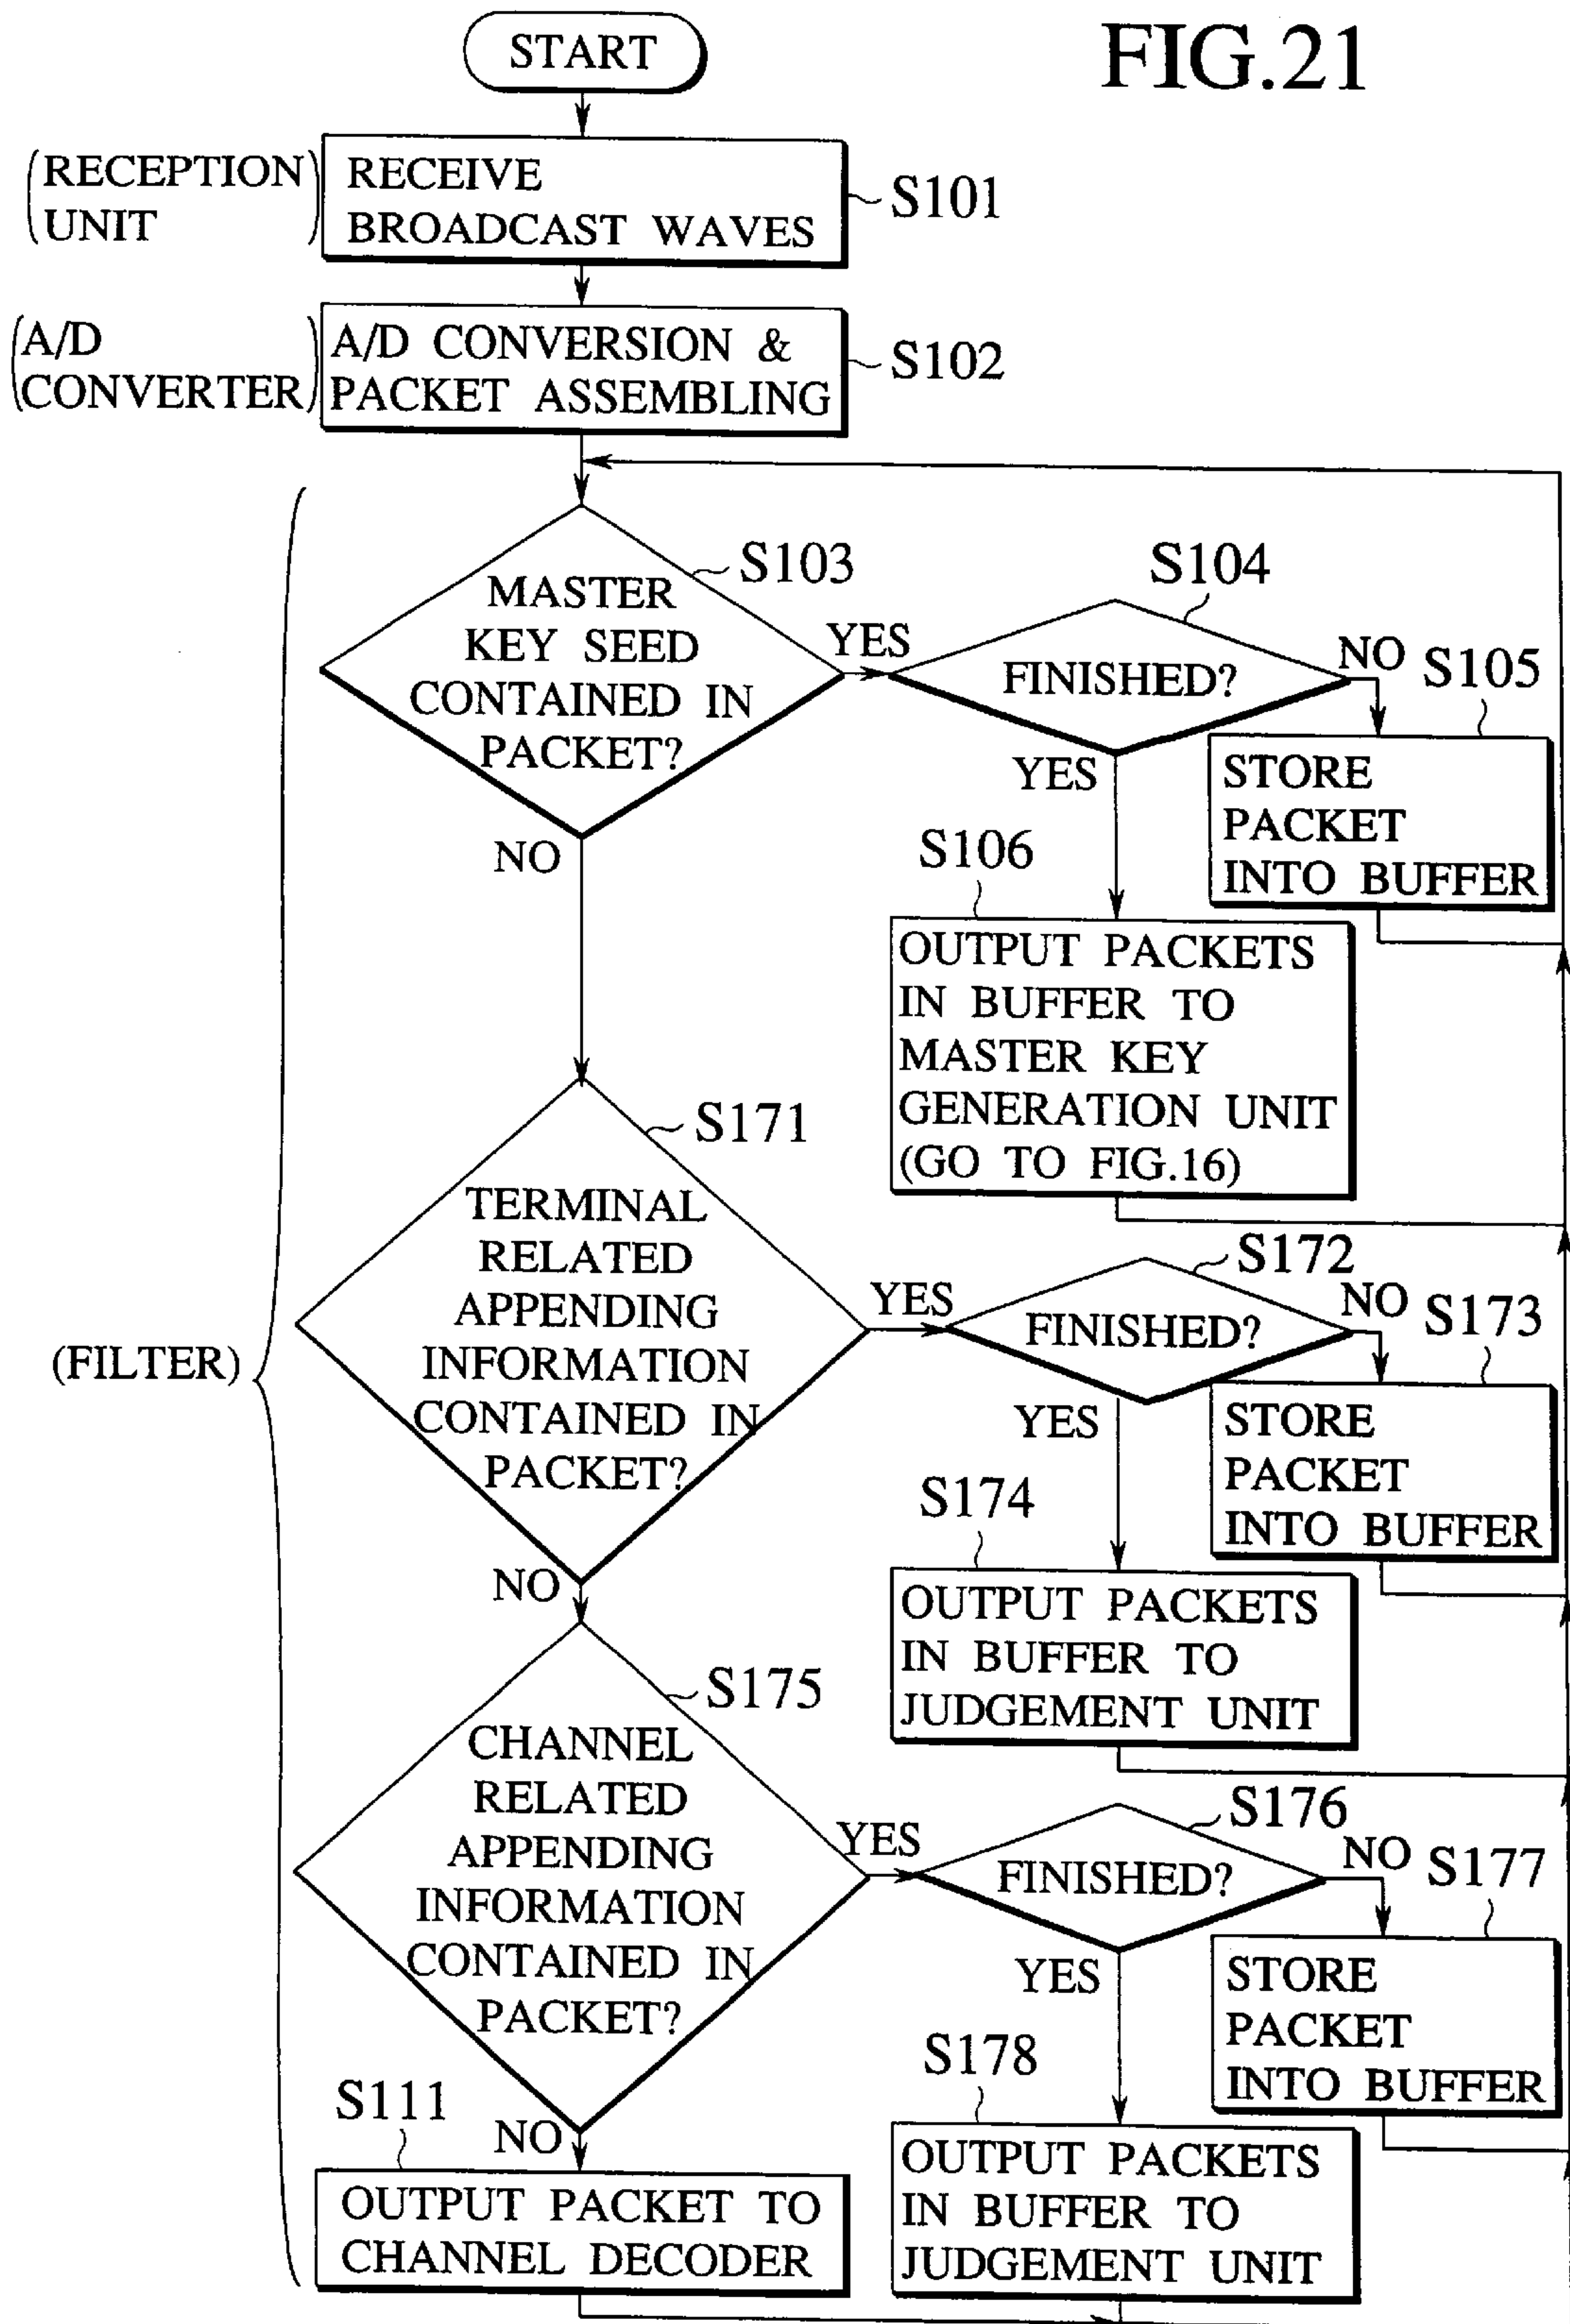 FIG.21
START
(RECEPTION
UNIT)
RECEIVE
BROADCAST WAVES
S101
(A/D
CONVERTER)
A/D CONVERSION &
PACKET ASSEMBLING
S102
S103
MASTER
KEY SEED
CONTAINED IN
PACKET?
YES
NO
S104
FINISHED?
NO
YES
S105
STORE
PACKET
INTO BUFFER
S106
OUTPUT PACKETS
IN BUFFER TO
MASTER KEY
GENERATION UNIT
(GO TO FIG.16)
(FILTER)
S171
TERMINAL
RELATED
APPENDING
INFORMATION
CONTAINED IN
PACKET?
YES
NO
S172
FINISHED?
NO
YES
S173
STORE
PACKET
INTO BUFFER
S174
OUTPUT PACKETS
IN BUFFER TO
JUDGEMENT UNIT
S175
CHANNEL
RELATED
APPENDING
INFORMATION
CONTAINED IN
PACKET?
YES
NO
S176
FINISHED?
NO
YES
S177
STORE
PACKET
INTO BUFFER
S178
OUTPUT PACKETS
IN BUFFER TO
JUDGEMENT UNIT
S111
OUTPUT PACKET TO
CHANNEL DECODER